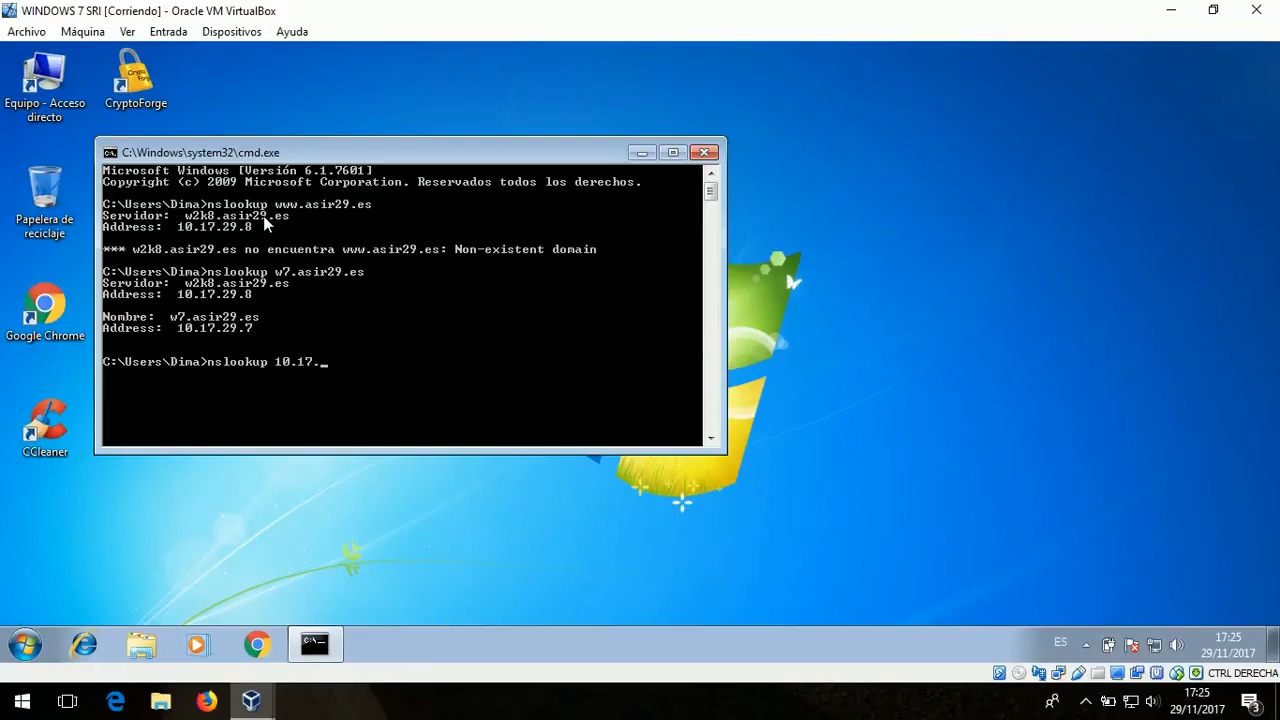 WINDOWS 7 SRI [Corriendo] - Oracle VM VirtualBox
Archivo Máquina Ver Entrada Dispositivos Ayuda
Equipo - Acceso
directo
CryptoForge
Papelera de
reciclaje
Google Chrome
CCleaner
C:\Windows\system32\cmd.exe
Microsoft Windows [Versión 6.1.7601]
Copyright (c) 2009 Microsoft Corporation. Reservados todos los derechos.
C:\Users\Dima>nslookup www.asir29.es
Servidor: w2k8.asir29.es
Address: 10.17.29.8
*** w2k8.asir29.es no encuentra www.asir29.es: Non-existent domain
C:\Users\Dima>nslookup w7.asir29.es
Servidor: w2k8.asir29.es
Address: 10.17.29.8
Nombre: w7.asir29.es
Address: 10.17.29.7
C:\Users\Dima>nslookup 10.17._
C:\
ES
17:25
29/11/2017
CTRL DERECHA
17:25
29/11/2017
3